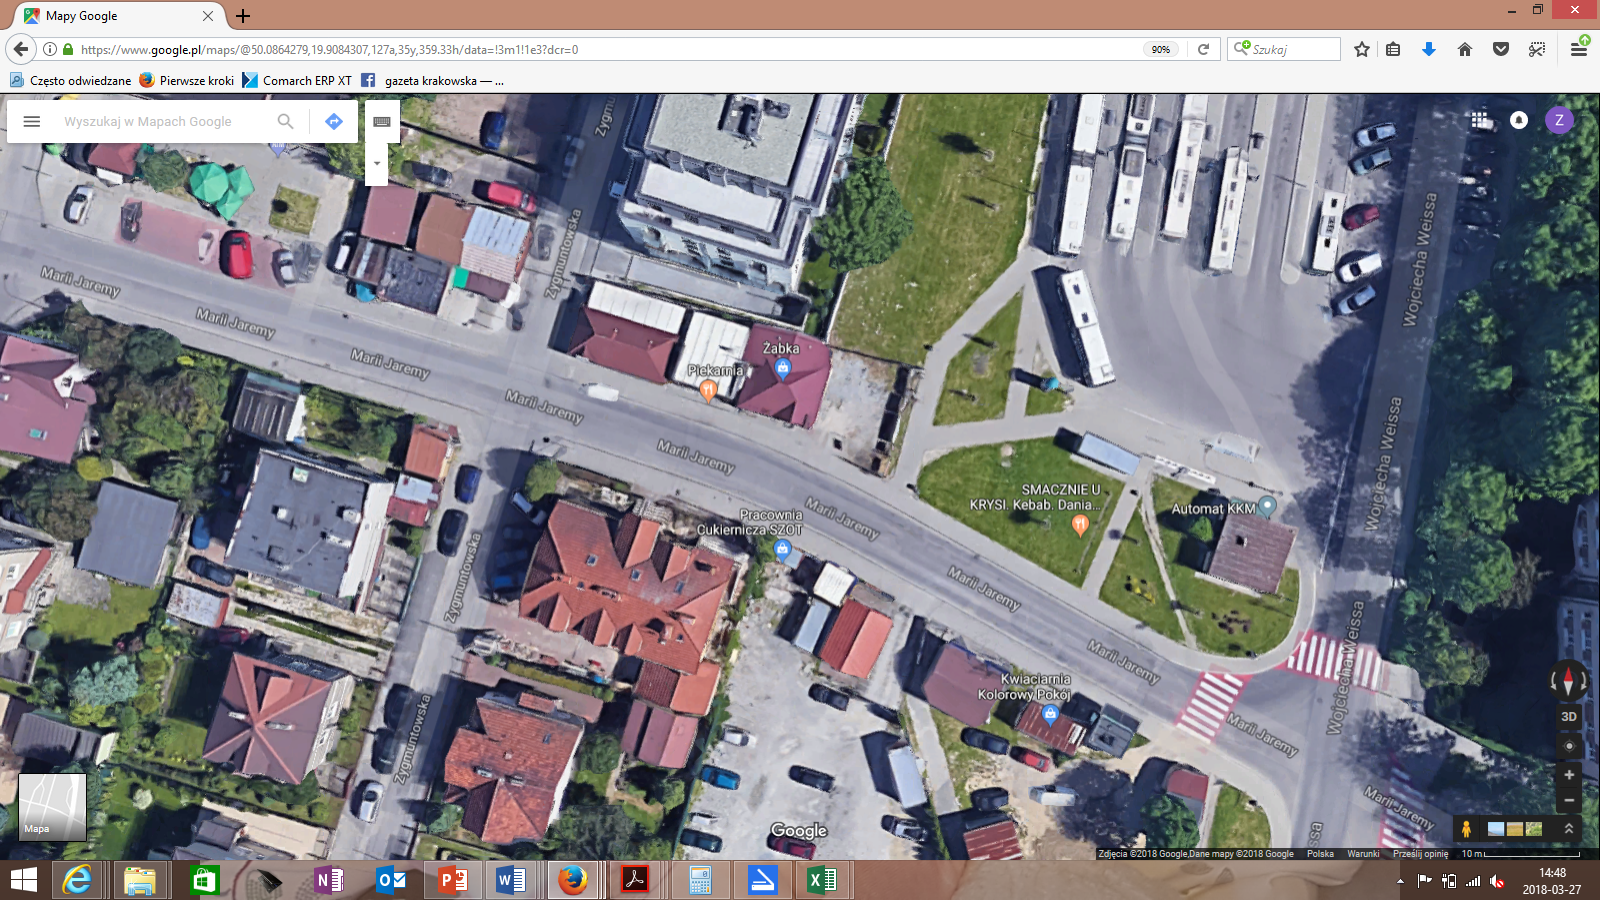 Mapy Google
https://www.google.pl/maps/@50.0864279,19.9084307,127a,35y,359.33h/data=!3m1!1e3?dcr=0
90%
Szukaj
Często odwiedzane
Pierwsze kroki
Comarch ERP XT
gazeta krakowska — ...
Wyszukaj w Mapach Google
Z
Zygmu
Zygmuntowska
Wojciecha Weissa
Marii Jaremy
Marii Jaremy
Marii Jaremy
Marii Jaremy
Żabka
Piekarnia
Marii Jaremy
Wojciecha Weissa
SMACZNIE U
KRYSI. Kebab. Dania...
Automat KKM
Pracownia
Cukiernicza SZOT
Marii Jaremy
Zygmuntowska
Marii Jaremy
Wojciecha Weissa
Marii Jaremy
Kwiaciarnia
Kolorowy Pokój
Marii Jaremy
Zygmuntowska
3D
Marii Jaremy
issa
Mapa
Google
Zdjęcia ©2018 Google,Dane mapy ©2018 Google
Polska
Warunki
Prześlij opinię
10 m
14:48
2018-03-27